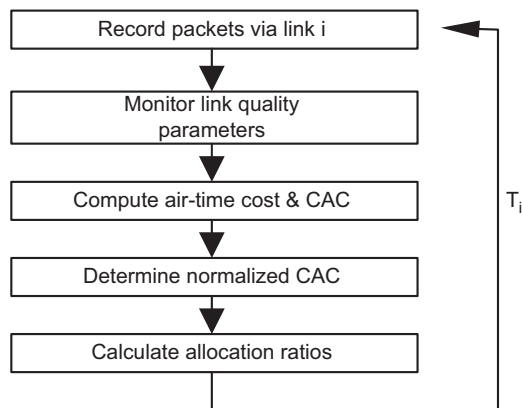 Record packets via link i
Monitor link quality
parameters
Compute air-time cost & CAC
T_i
Determine normalized CAC
Calculate allocation ratios